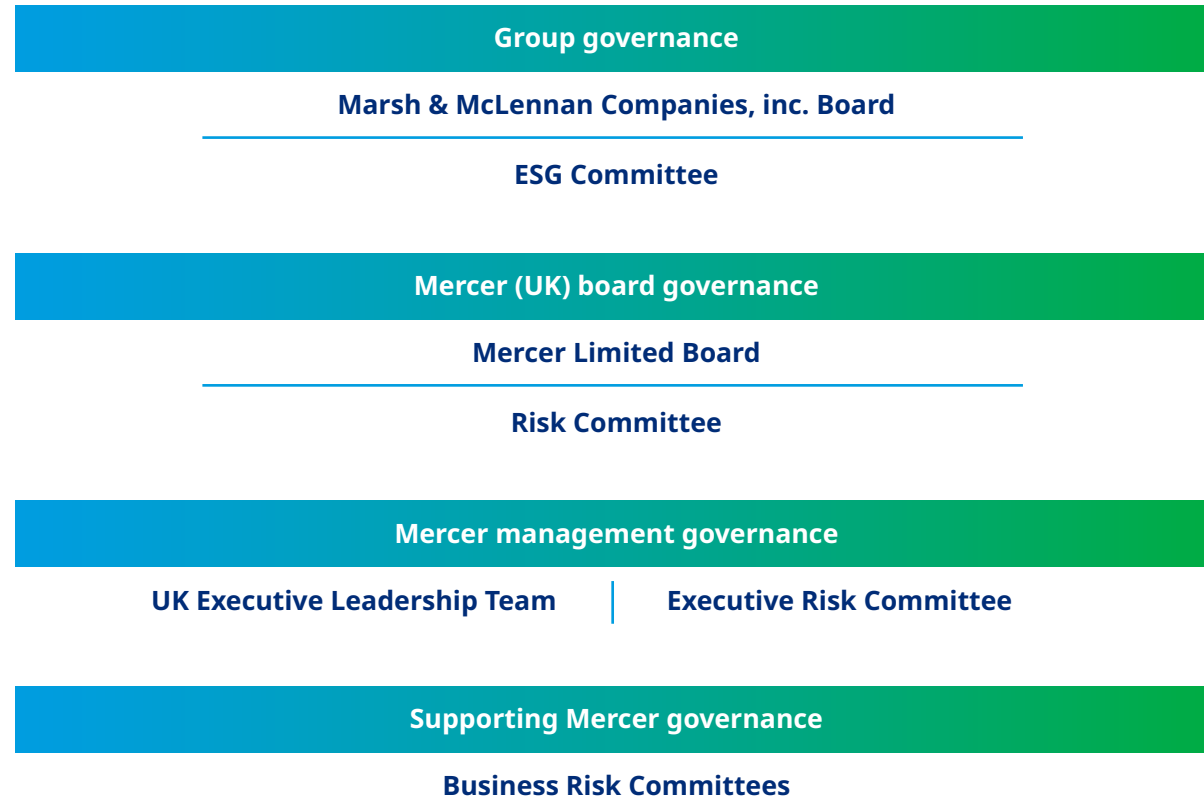 Group governance
Marsh & McLennan Companies, inc. Board
ESG Committee
Mercer (UK) board governance
Mercer Limited Board
Risk Committee
Mercer management governance
UK Executive Leadership Team
Executive Risk Committee
Supporting Mercer governance
Business Risk Committees